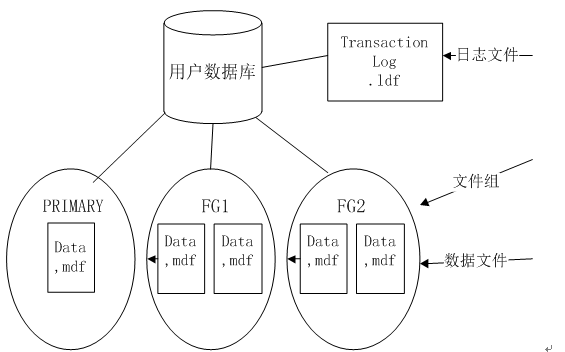 用户数据库
Transaction
Log
.ldf
日志文件
文件组
PRIMARY
Data
,mdf
FG1
Data
,mdf
Data
,mdf
FG2
Data
,mdf
Data
,mdf
数据文件